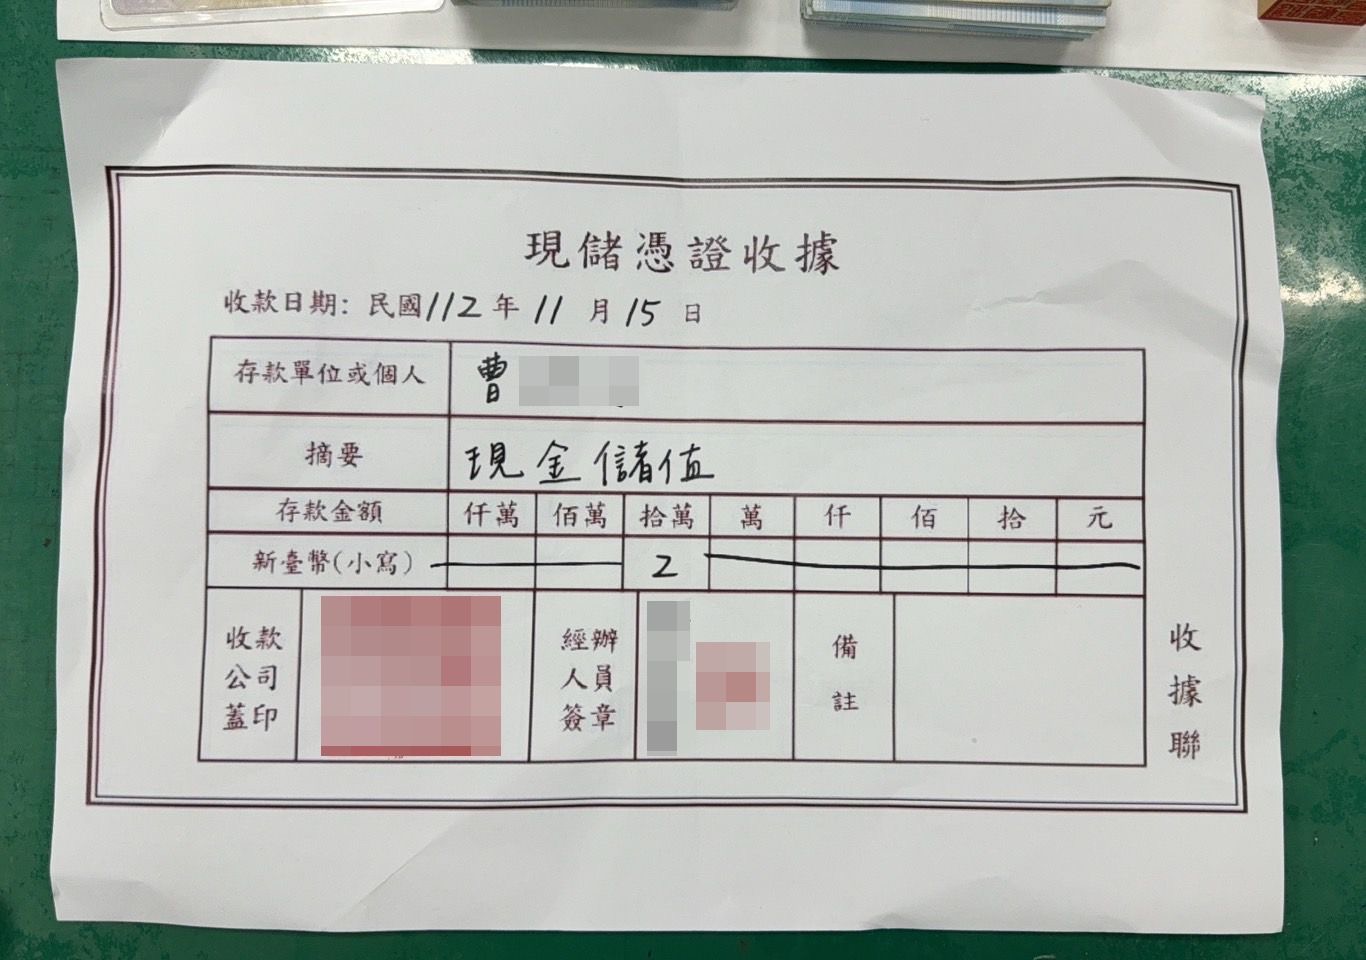 現儲憑證收據
收款日期：民國112年11月15日
存款單位或個人 曹
摘要 現金儲值
存款金額 仟萬 佰萬 拾萬 萬 仟 佰 拾 元
新臺幣(小寫) 2
收款公司蓋印 經辦人員簽章 備註
收據聯